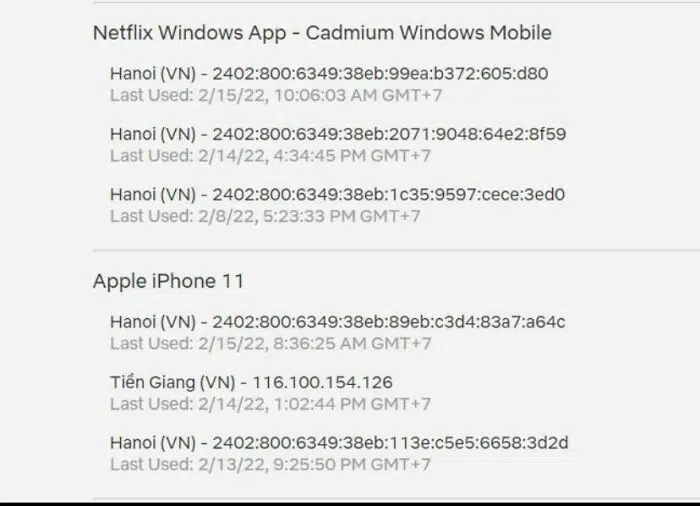 Netflix Windows App - Cadmium Windows Mobile
Hanoi (VN) - 2402:800:6349:38eb:99ea:b372:605:d80
Last Used: 2/15/22, 10:06:03 AM GMT+7
Hanoi (VN) - 2402:800:6349:38eb:2071:9048:64e2:8f59
Last Used: 2/14/22, 4:34:45 PM GMT+7
Hanoi (VN) - 2402:800:6349:38eb:1c35:9597:cece:3ed0
Last Used: 2/8/22, 5:23:33 PM GMT+7
Apple iPhone 11
Hanoi (VN) - 2402:800:6349:38eb:89eb:c3d4:83a7:a64c
Last Used: 2/15/22, 8:36:25 AM GMT+7
Tiền Giang (VN) - 116.100.154.126
Last Used: 2/14/22, 1:02:44 PM GMT+7
Hanoi (VN) - 2402:800:6349:38eb:113e:c5e5:6658:3d2d
Last Used: 2/13/22, 9:25:50 PM GMT+7